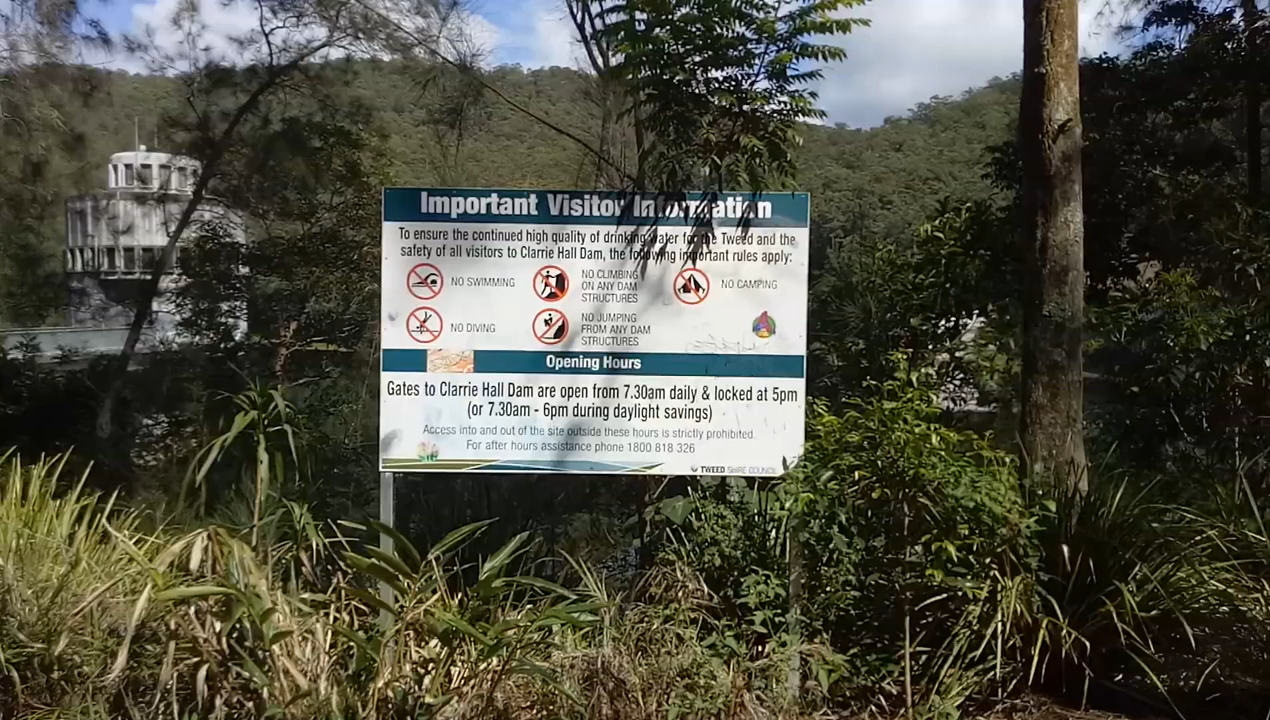 Important Visitor Information
To ensure the continued high quality of drinking water for the Tweed and the
safety of all visitors to Clarrie Hall Dam, the following important rules apply:
NO SWIMMING
NO CLIMBING
ON ANY DAM
STRUCTURES
NO CAMPING
NO DIVING
NO JUMPING
FROM ANY DAM
STRUCTURES
Opening Hours
Gates to Clarrie Hall Dam are open from 7.30am daily & locked at 5pm
(or 7.30am - 6pm during daylight savings)
Access into and out of the site outside these hours is strictly prohibited.
For after hours assistance phone 1800 818 326
TWEED SHIRE COUNCIL